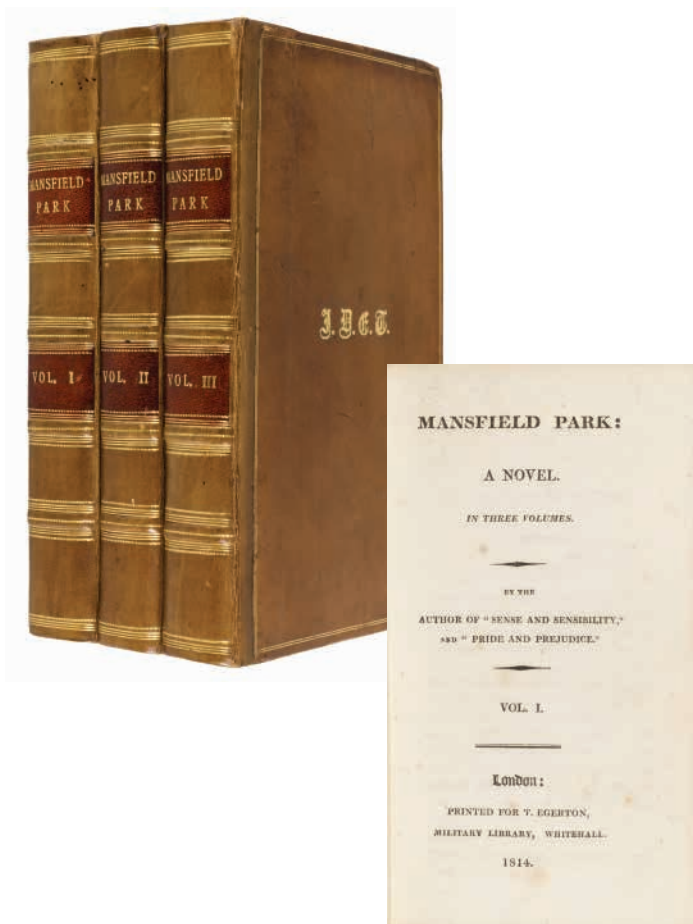 MANSFIELD
PARK
VOL. I
MANSFIELD
PARK
VOL. II
MANSFIELD
PARK
VOL. III
J.D.E.T.
MANSFIELD PARK:
A NOVEL.
IN THREE VOLUMES.
BY THE
AUTHOR OF "SENSE AND SENSIBILITY,"
AND "PRIDE AND PREJUDICE."
VOL. I.
London:
PRINTED FOR T. EGERTON,
MILITARY LIBRARY, WHITEHALL.
1814.